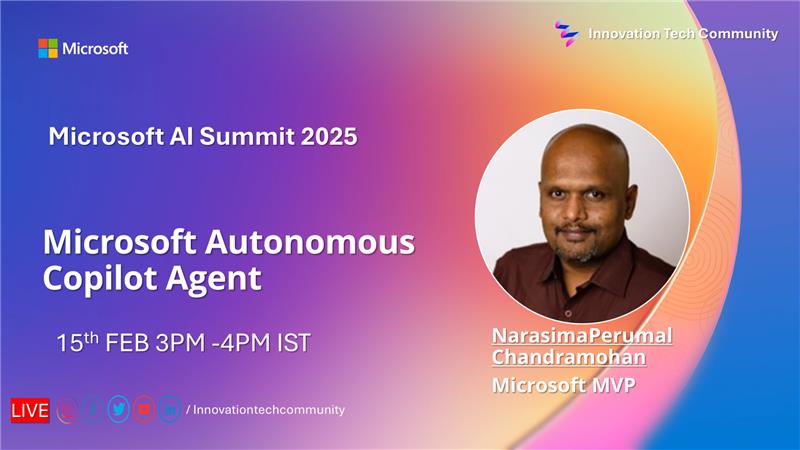 Microsoft
Innovation Tech Community
Microsoft AI Summit 2025
Microsoft Autonomous
Copilot Agent
15th FEB 3PM -4PM IST
NarasimaPerumal
Chandramohan
Microsoft MVP
LIVE
/ Innovationtechcommunity